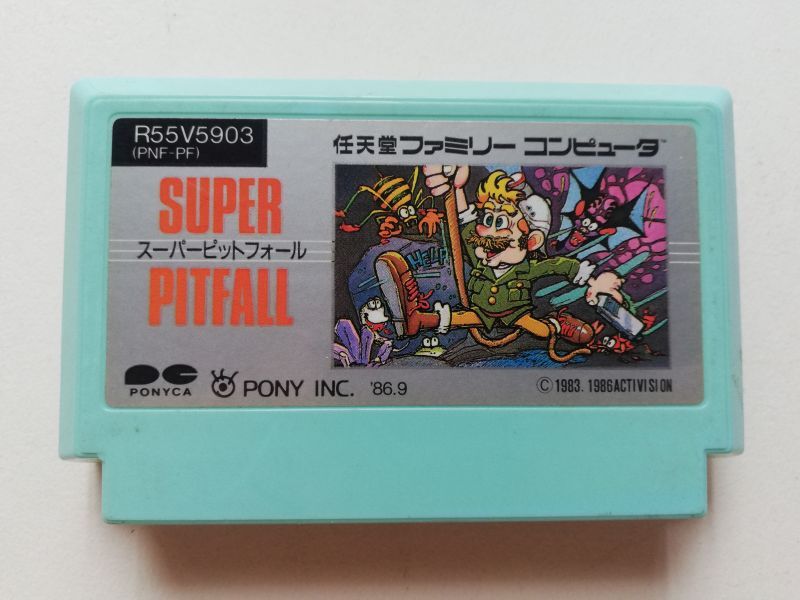 R55V5903
(PNF-PF)
任天堂 ファミリー コンピュータ™
SUPER
スーパーピットフォール
PITFALL
HELP!
PONYCA
PONY INC. '86.9
©1983. 1986 ACTIVISION